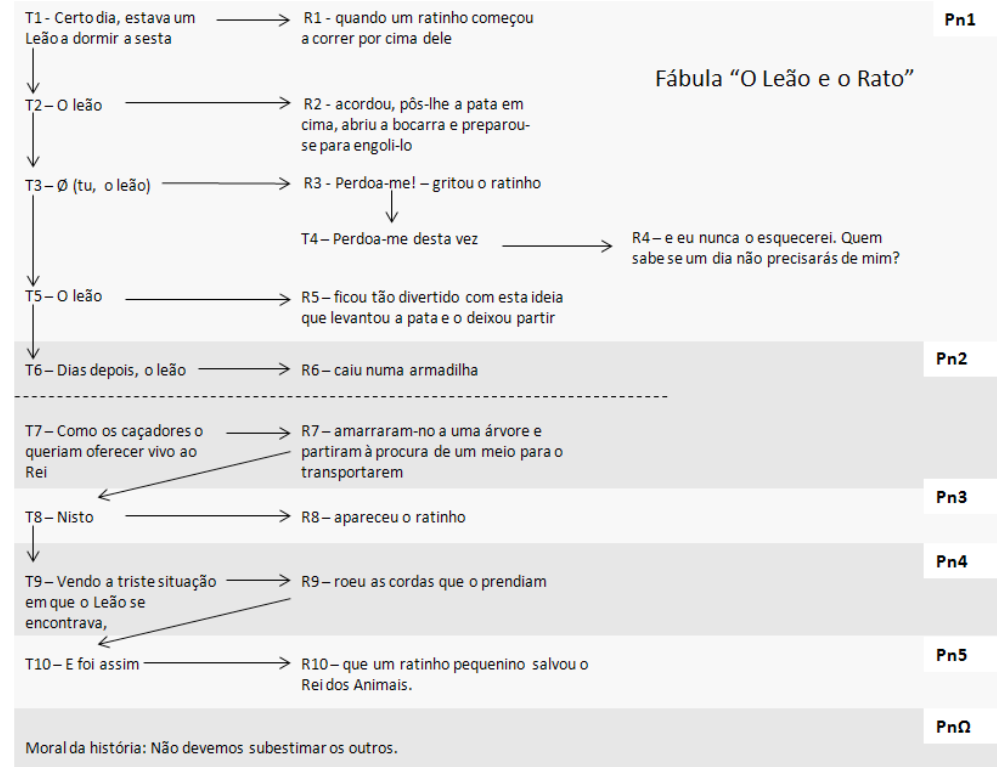 T1- Certo dia, estava um
Leão a dormir a sesta
R1 - quando um ratinho começou
a correr por cima dele
Pn1
Fábula “O Leão e o Rato”
T2 – O leão
R2 - acordou, pôs-lhe a pata em
cima, abriu a bocarra e preparou-
se para engoli-lo
T3 – Ø (tu, o leão)
R3 - Perdoa-me! – gritou o ratinho
T4 – Perdoa-me desta vez
R4 – e eu nunca o esquecerei. Quem
sabe se um dia não precisarás de mim?
T5 – O leão
R5 – ficou tão divertido com esta ideia
que levantou a pata e o deixou partir
Pn2
T6 – Dias depois, o leão
R6 – caiu numa armadilha
T7 – Como os caçadores o
queriam oferecer vivo ao
Rei
R7 – amarraram-no a uma árvore e
partiram à procura de um meio para o
transportarem
Pn3
T8 – Nisto
R8 – apareceu o ratinho
Pn4
T9 – Vendo a triste situação
em que o Leão se
encontrava,
R9 – roeu as cordas que o prendiam
Pn5
T10 – E foi assim
R10 – que um ratinho pequenino salvou o
Rei dos Animais.
PnΩ
Moral da história: Não devemos subestimar os outros.